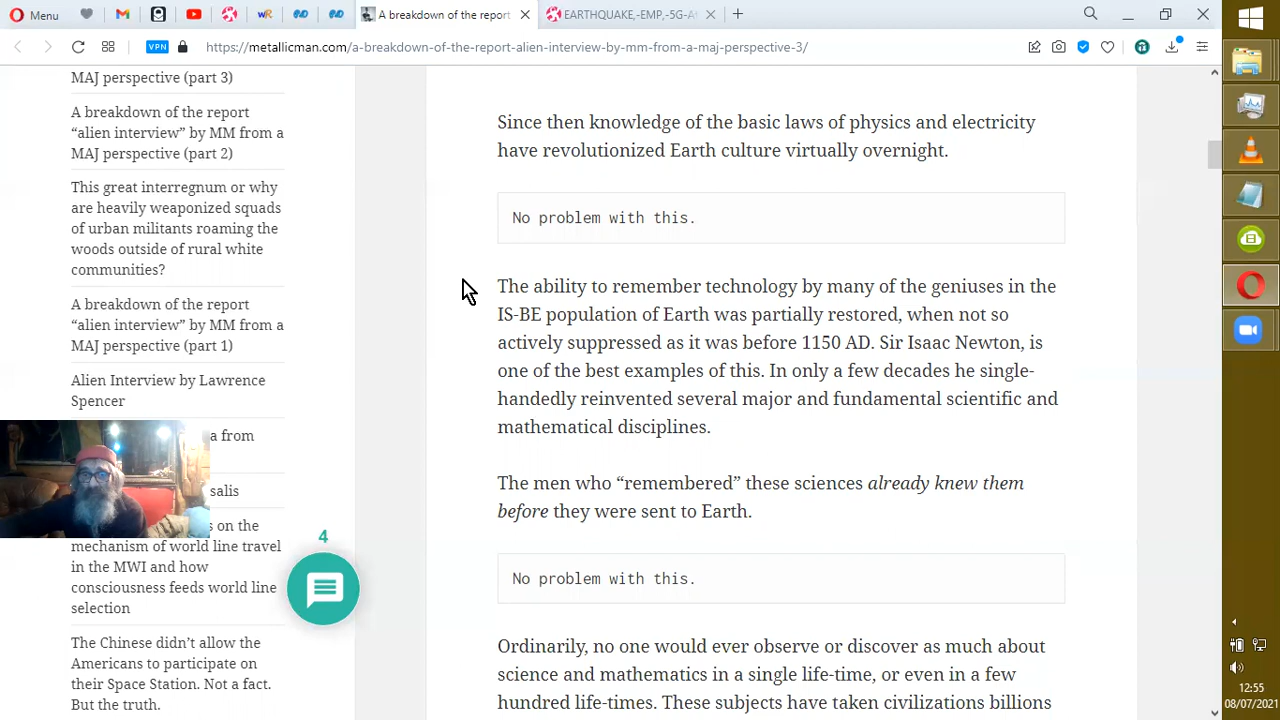 Menu
A breakdown of the report
EARTHQUAKE,-EMP,-5G-A
VPN
https://metallicman.com/a-breakdown-of-the-report-alien-interview-by-mm-from-a-maj-perspective-3/
MAJ perspective (part 3)
A breakdown of the report
“alien interview” by MM from a
MAJ perspective (part 2)
This great interregnum or why
are heavily weaponized squads
of urban militants roaming the
woods outside of rural white
communities?
A breakdown of the report
“alien interview” by MM from a
MAJ perspective (part 1)
Alien Interview by Lawrence
Spencer
a from
salis
s on the
mechanism of world line travel
in the MWI and how
consciousness feeds world line
selection
The Chinese didn’t allow the
Americans to participate on
their Space Station. Not a fact.
But the truth.
4
Since then knowledge of the basic laws of physics and electricity
have revolutionized Earth culture virtually overnight.
No problem with this.
The ability to remember technology by many of the geniuses in the
IS-BE population of Earth was partially restored, when not so
actively suppressed as it was before 1150 AD. Sir Isaac Newton, is
one of the best examples of this. In only a few decades he single-
handedly reinvented several major and fundamental scientific and
mathematical disciplines.
The men who “remembered” these sciences already knew them
before they were sent to Earth.
No problem with this.
Ordinarily, no one would ever observe or discover as much about
science and mathematics in a single life-time, or even in a few
hundred life-times. These subjects have taken civilizations billions
12:55
08/07/2021